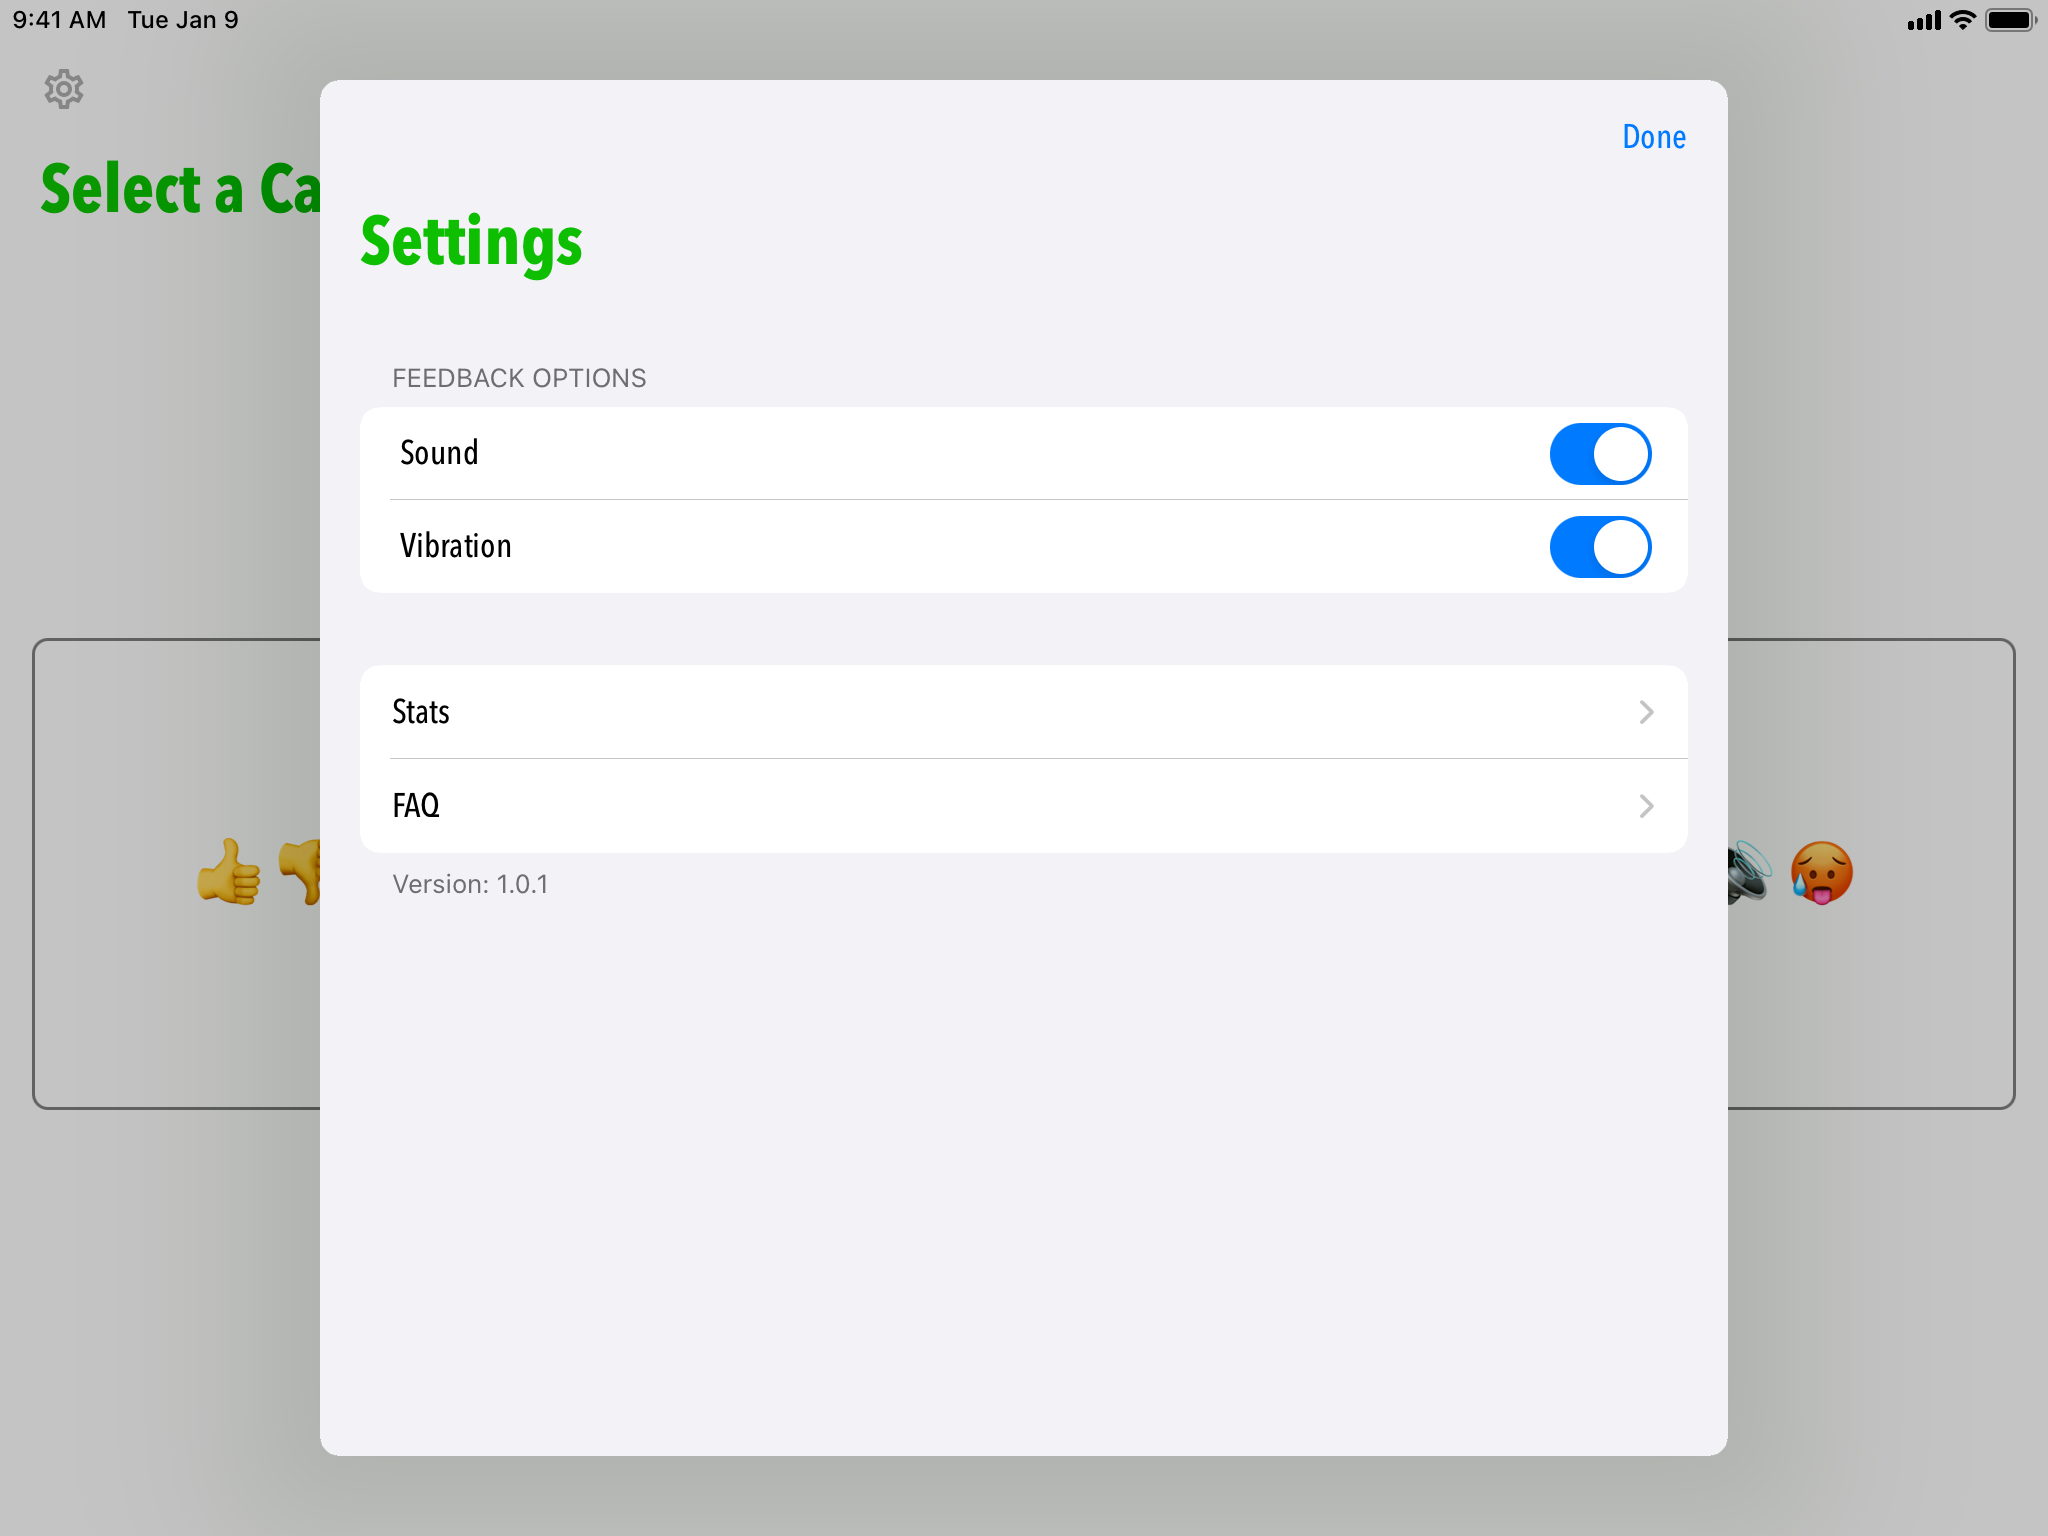 9:41 AM Tue Jan 9
Done
Select a Ca
Settings
FEEDBACK OPTIONS
Sound
Vibration
Stats
FAQ
Version: 1.0.1